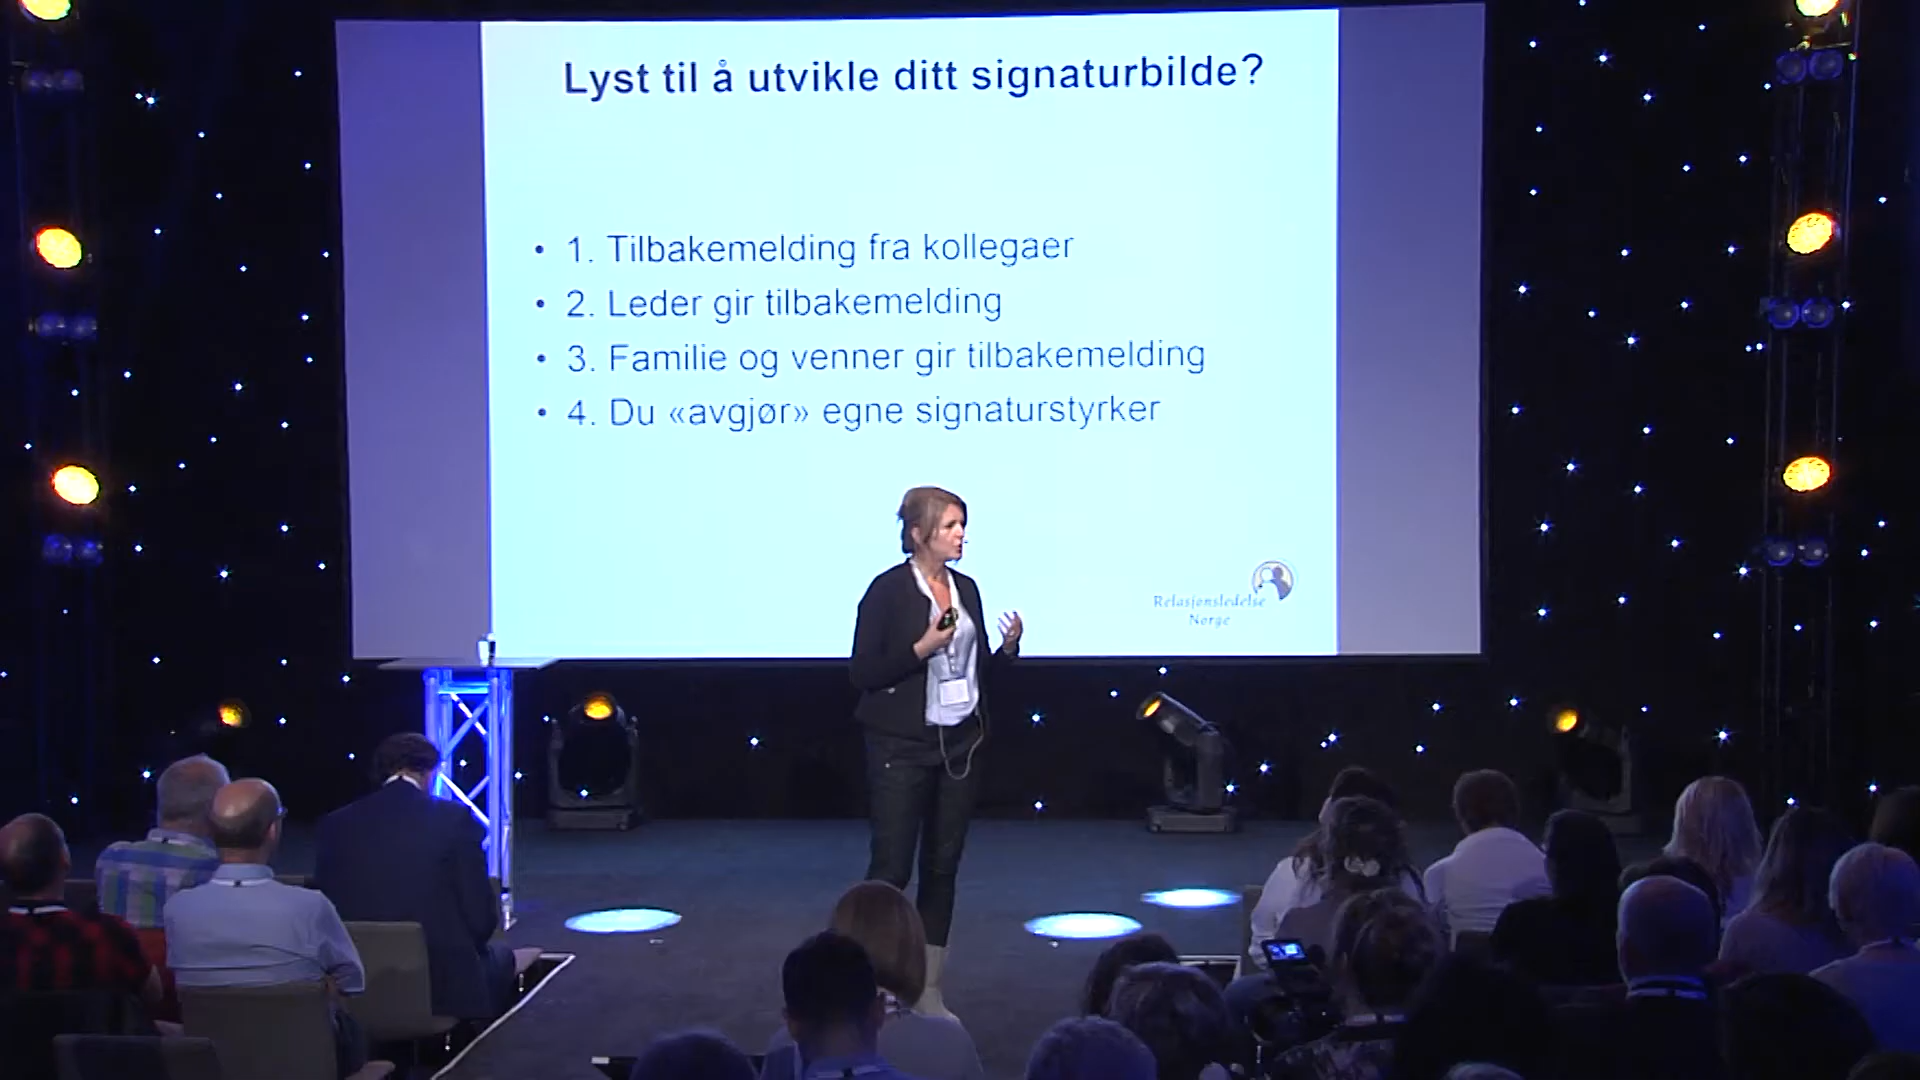 Lyst til å utvikle ditt signaturbilde?
• 1. Tilbakemelding fra kollegaer
• 2. Leder gir tilbakemelding
• 3. Familie og venner gir tilbakemelding
• 4. Du «avgjør» egne signaturstyrker
Relasjonsledelse
Norge